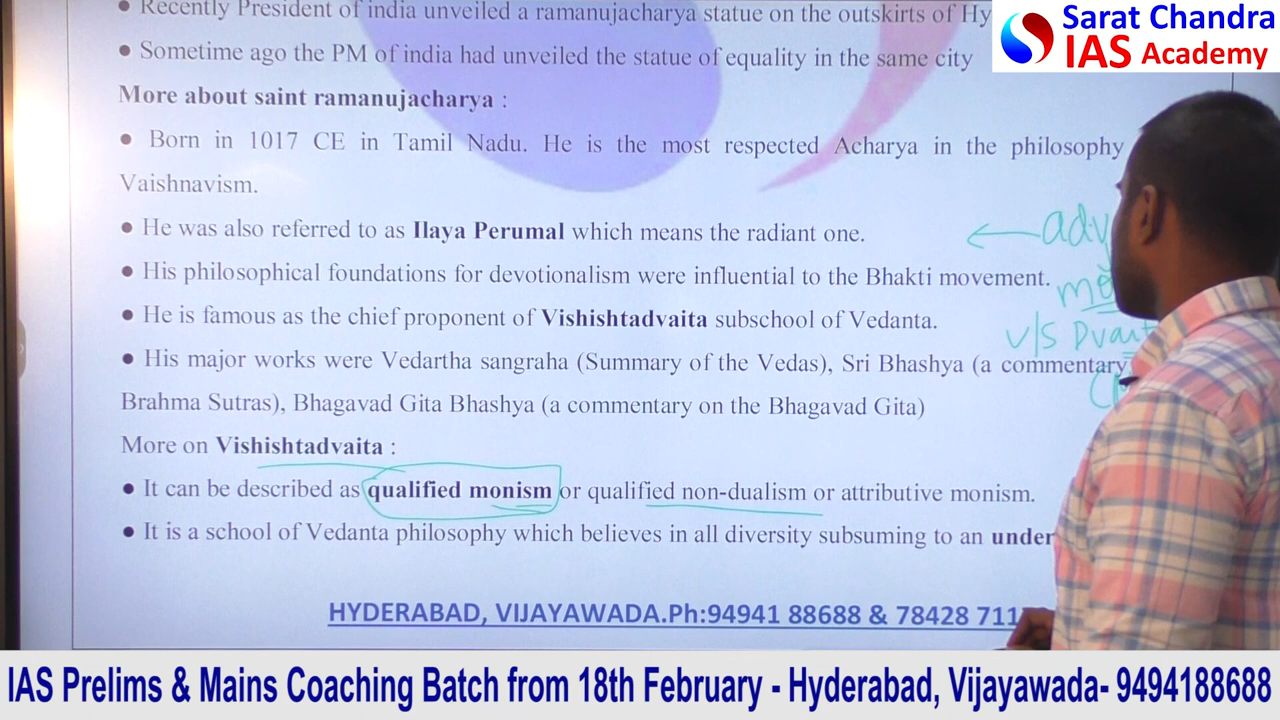 ● Recently President of india unveiled a ramanujacharya statue on the outskirts of Hy
● Sometime ago the PM of india had unveiled the statue of equality in the same city
More about saint ramanujacharya :
● Born in 1017 CE in Tamil Nadu. He is the most respected Acharya in the philosophy
Vaishnavism.
● He was also referred to as Ilaya Perumal which means the radiant one.
● His philosophical foundations for devotionalism were influential to the Bhakti movement.
● He is famous as the chief proponent of Vishishtadvaita subschool of Vedanta.
● His major works were Vedartha sangraha (Summary of the Vedas), Sri Bhashya (a commentary
Brahma Sutras), Bhagavad Gita Bhashya (a commentary on the Bhagavad Gita)
More on Vishishtadvaita :
● It can be described as qualified monism or qualified non-dualism or attributive monism.
● It is a school of Vedanta philosophy which believes in all diversity subsuming to an under
HYDERABAD, VIJAYAWADA.Ph:94941 88688 & 78428 711
adv
mo
V/S Dvait
Sarat Chandra
IAS Academy
IAS Prelims & Mains Coaching Batch from 18th February - Hyderabad, Vijayawada- 9494188688